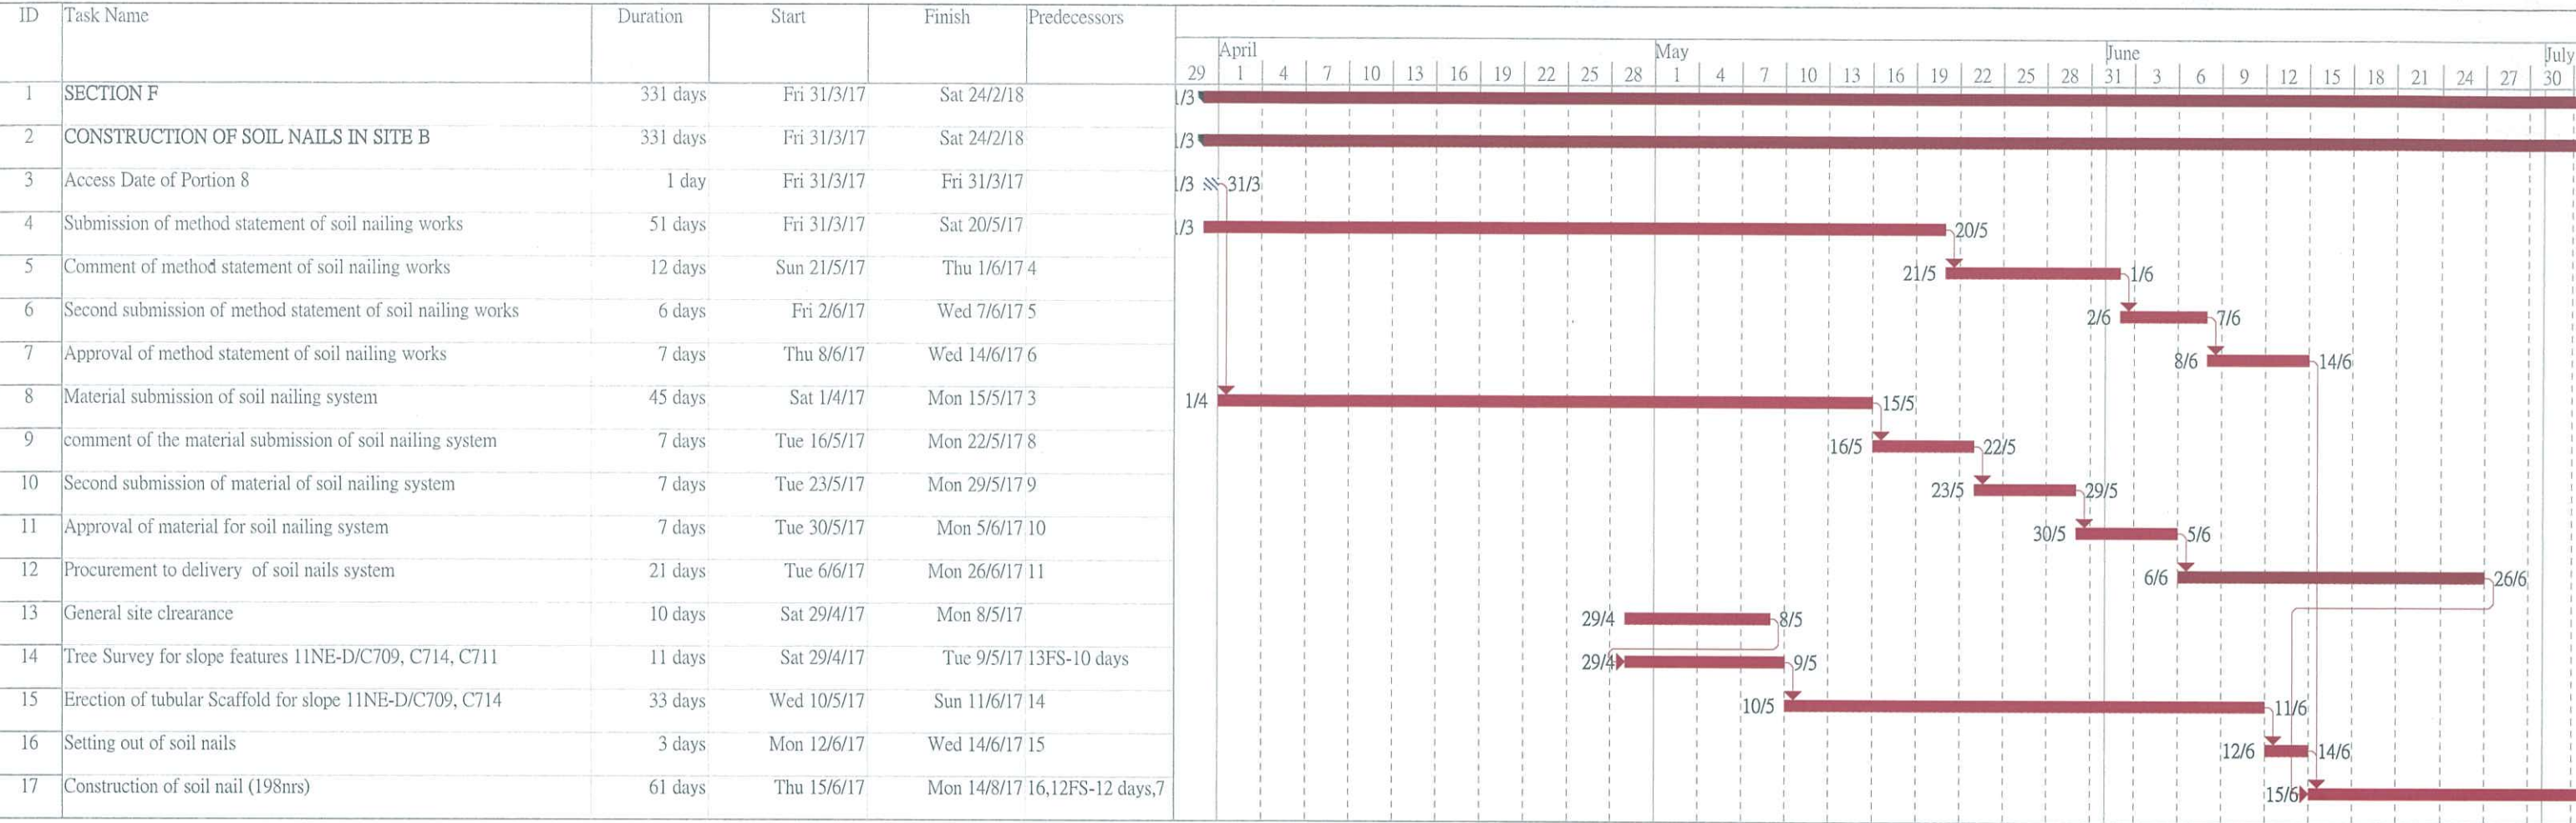 ID Task Name Duration Start Finish Predecessors
April May June July
29 1 4 7 10 13 16 19 22 25 28 1 4 7 10 13 16 19 22 25 28 31 3 6 9 12 15 18 21 24 27 30
1 SECTION F 331 days Fri 31/3/17 Sat 24/2/18 1/3
2 CONSTRUCTION OF SOIL NAILS IN SITE B 331 days Fri 31/3/17 Sat 24/2/18 1/3
3 Access Date of Portion 8 1 day Fri 31/3/17 Fri 31/3/17 1/3 31/3
4 Submission of method statement of soil nailing works 51 days Fri 31/3/17 Sat 20/5/17 1/3 20/5
5 Comment of method statement of soil nailing works 12 days Sun 21/5/17 Thu 1/6/17 4 21/5 1/6
6 Second submission of method statement of soil nailing works 6 days Fri 2/6/17 Wed 7/6/17 5 2/6 7/6
7 Approval of method statement of soil nailing works 7 days Thu 8/6/17 Wed 14/6/17 6 8/6 14/6
8 Material submission of soil nailing system 45 days Sat 1/4/17 Mon 15/5/17 3 1/4 15/5
9 comment of the material submission of soil nailing system 7 days Tue 16/5/17 Mon 22/5/17 8 16/5 22/5
10 Second submission of material of soil nailing system 7 days Tue 23/5/17 Mon 29/5/17 9 23/5 29/5
11 Approval of material for soil nailing system 7 days Tue 30/5/17 Mon 5/6/17 10 30/5 5/6
12 Procurement to delivery of soil nails system 21 days Tue 6/6/17 Mon 26/6/17 11 6/6 26/6
13 General site clrearance 10 days Sat 29/4/17 Mon 8/5/17 29/4 8/5
14 Tree Survey for slope features 11NE-D/C709, C714, C711 11 days Sat 29/4/17 Tue 9/5/17 13FS-10 days 29/4 9/5
15 Erection of tubular Scaffold for slope 11NE-D/C709, C714 33 days Wed 10/5/17 Sun 11/6/17 14 10/5 11/6
16 Setting out of soil nails 3 days Mon 12/6/17 Wed 14/6/17 15 12/6 14/6
17 Construction of soil nail (198nrs) 61 days Thu 15/6/17 Mon 14/8/17 16,12FS-12 days,7 15/6